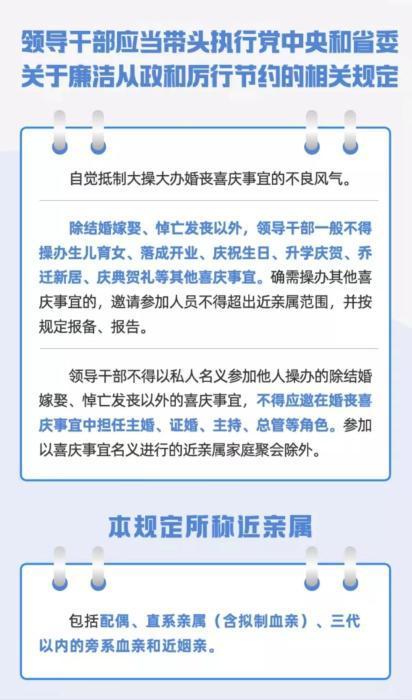 领导干部应当带头执行党中央和省委
关于廉洁从政和厉行节约的相关规定
自觉抵制大操大办婚丧喜庆事宜的不良风气。
除结婚嫁娶、悼亡发丧以外，领导干部一般不得
操办生儿育女、落成开业、庆祝生日、升学庆贺、乔
迁新居、庆典贺礼等其他喜庆事宜。确需操办其他喜
庆事宜的，邀请参加人员不得超出近亲属范围，并按
规定报备、报告。
领导干部不得以私人名义参加他人操办的除结婚
嫁娶、悼亡发丧以外的喜庆事宜，不得应邀在婚丧喜
庆事宜中担任主婚、证婚、主持、总管等角色。参加
以喜庆事宜名义进行的近亲属家庭聚会除外。
本规定所称近亲属
包括配偶、直系亲属（含拟制血亲）、三代
以内的旁系血亲和近姻亲。